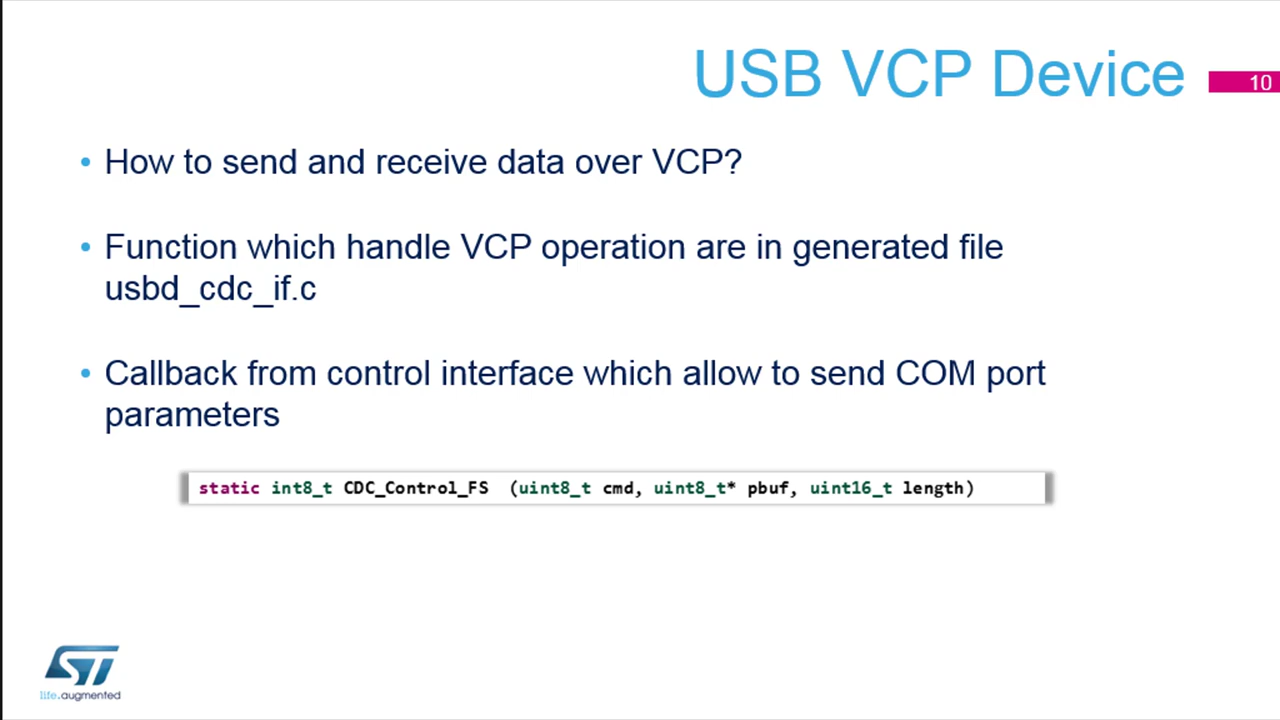 USB VCP Device
10
• How to send and receive data over VCP?
• Function which handle VCP operation are in generated file
usbd_cdc_if.c
• Callback from control interface which allow to send COM port
parameters
static int8_t CDC_Control_FS (uint8_t cmd, uint8_t* pbuf, uint16_t length)
ST
life.augmented